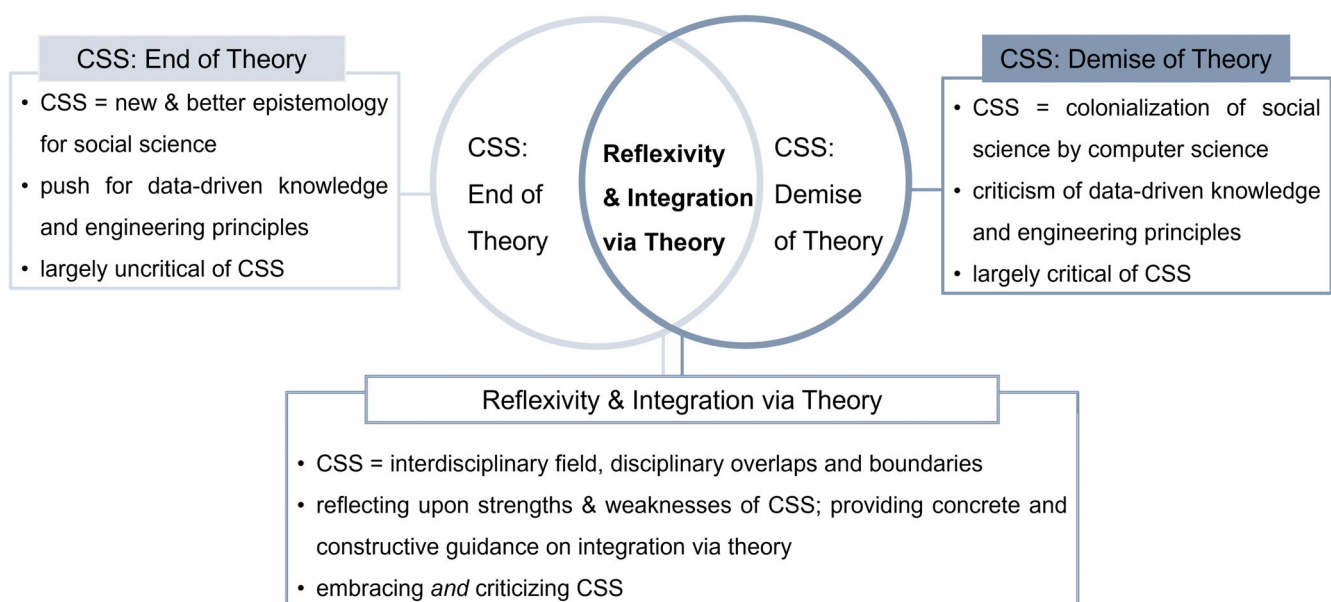 CSS: End of Theory
• CSS = new & better epistemology
for social science
• push for data-driven knowledge
and engineering principles
• largely uncritical of CSS
CSS:
End of
Theory
Reflexivity
& Integration
via Theory
CSS:
Demise
of Theory
CSS: Demise of Theory
• CSS = colonialization of social
science by computer science
• criticism of data-driven knowledge
and engineering principles
• largely critical of CSS
Reflexivity & Integration via Theory
• CSS = interdisciplinary field, disciplinary overlaps and boundaries
• reflecting upon strengths & weaknesses of CSS; providing concrete and
constructive guidance on integration via theory
• embracing and criticizing CSS